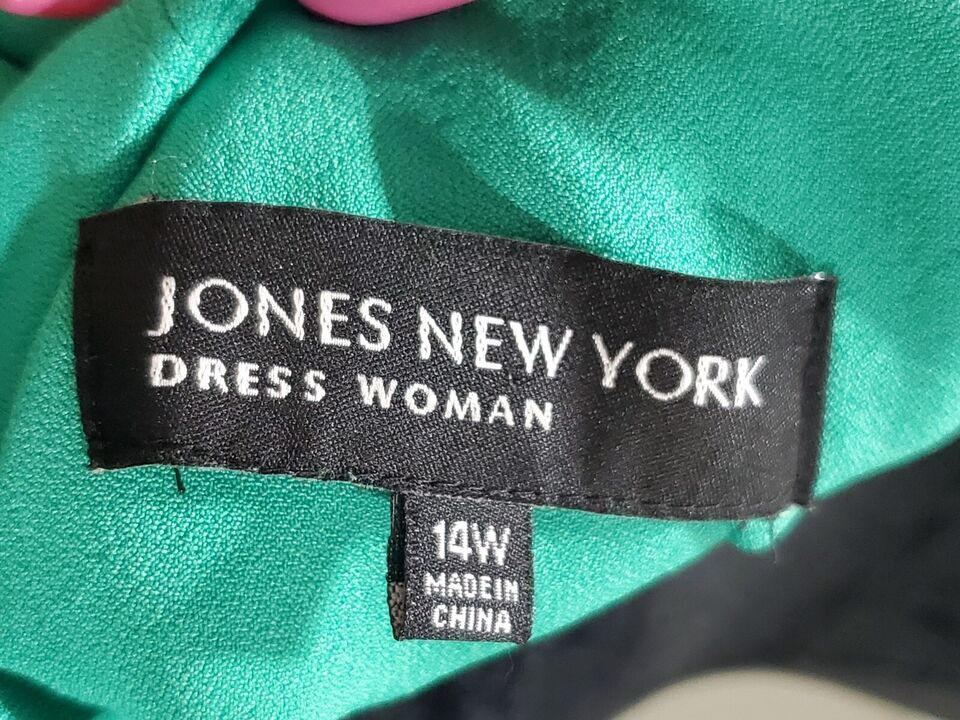 JONES NEW YORK
DRESS WOMAN
14W
MADE IN
CHINA